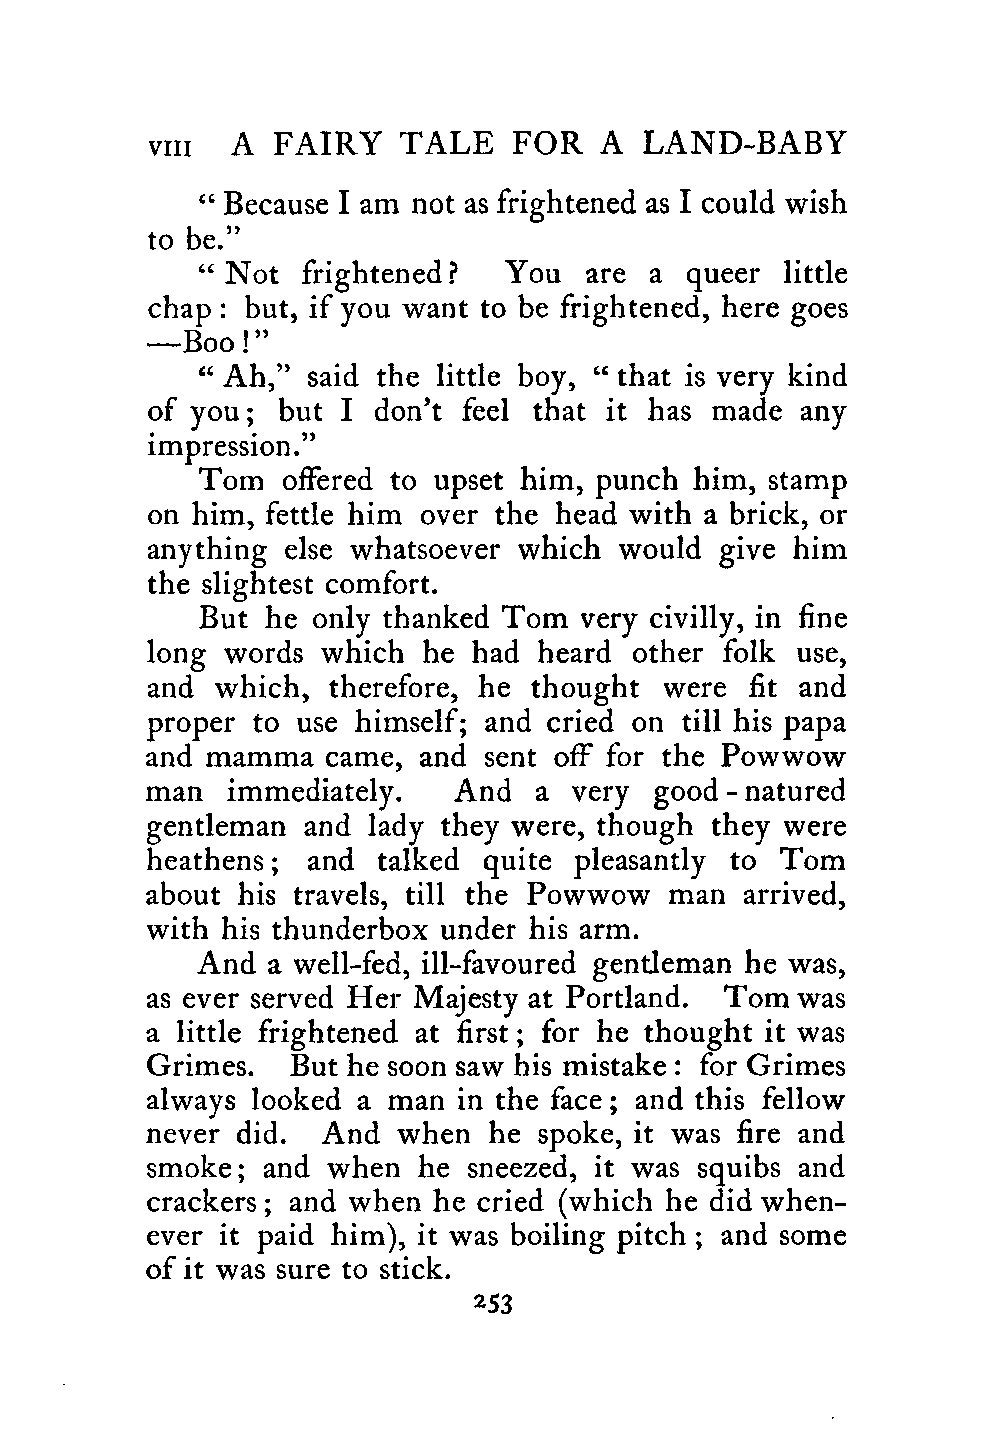 VIII A FAIRY TALE FOR A LAND-BABY
“ Because I am not as frightened as I could wish
to be.”
“ Not frightened? You are a queer little
chap : but, if you want to be frightened, here goes
—Boo !”
“ Ah,” said the little boy, “ that is very kind
of you ; but I don’t feel that it has made any
impression.”
Tom offered to upset him, punch him, stamp
on him, fettle him over the head with a brick, or
anything else whatsoever which would give him
the slightest comfort.
But he only thanked Tom very civilly, in fine
long words which he had heard other folk use,
and which, therefore, he thought were fit and
proper to use himself; and cried on till his papa
and mamma came, and sent off for the Powwow
man immediately. And a very good-natured
gentleman and lady they were, though they were
heathens ; and talked quite pleasantly to Tom
about his travels, till the Powwow man arrived,
with his thunderbox under his arm.
And a well-fed, ill-favoured gentleman he was,
as ever served Her Majesty at Portland. Tom was
a little frightened at first ; for he thought it was
Grimes. But he soon saw his mistake : for Grimes
always looked a man in the face ; and this fellow
never did. And when he spoke, it was fire and
smoke ; and when he sneezed, it was squibs and
crackers ; and when he cried (which he did when-
ever it paid him), it was boiling pitch ; and some
of it was sure to stick.
253